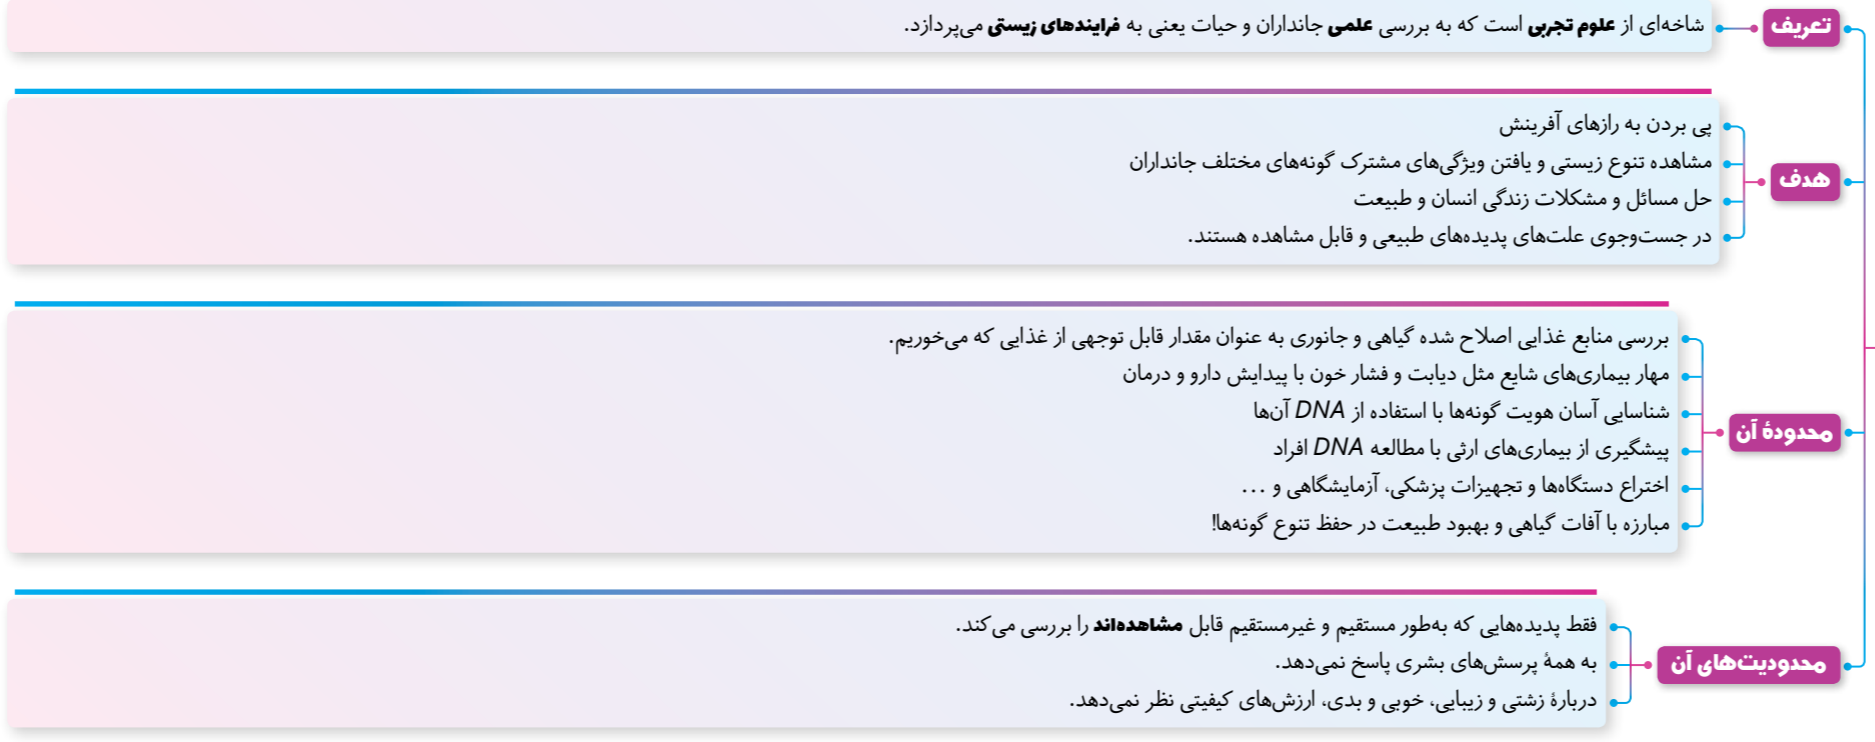 تعریف
شاخه‌ای از علوم تجربی است که به بررسی علمی جانداران و حیات یعنی به فرایندهای زیستی می‌پردازد.
هدف
پی بردن به رازهای آفرینش
مشاهده تنوع زیستی و یافتن ویژگی‌های مشترک گونه‌های مختلف جانداران
حل مسائل و مشکلات زندگی انسان و طبیعت
در جست‌وجوی علت‌های پدیده‌های طبیعی و قابل مشاهده هستند.
محدودهٔ آن
بررسی منابع غذایی اصلاح شده گیاهی و جانوری به عنوان مقدار قابل توجهی از غذایی که می‌خوریم.
مهار بیماری‌های شایع مثل دیابت و فشار خون با پیدایش دارو و درمان
شناسایی آسان هویت گونه‌ها با استفاده از DNA آن‌ها
پیشگیری از بیماری‌های ارثی با مطالعه DNA افراد
اختراع دستگاه‌ها و تجهیزات پزشکی، آزمایشگاهی و ...
مبارزه با آفات گیاهی و بهبود طبیعت در حفظ تنوع گونه‌ها!
محدودیت‌های آن
فقط پدیده‌هایی که به‌طور مستقیم و غیرمستقیم قابل مشاهده‌اند را بررسی می‌کند.
به همهٔ پرسش‌های بشری پاسخ نمی‌دهد.
دربارهٔ زشتی و زیبایی، خوبی و بدی، ارزش‌های کیفیتی نظر نمی‌دهد.